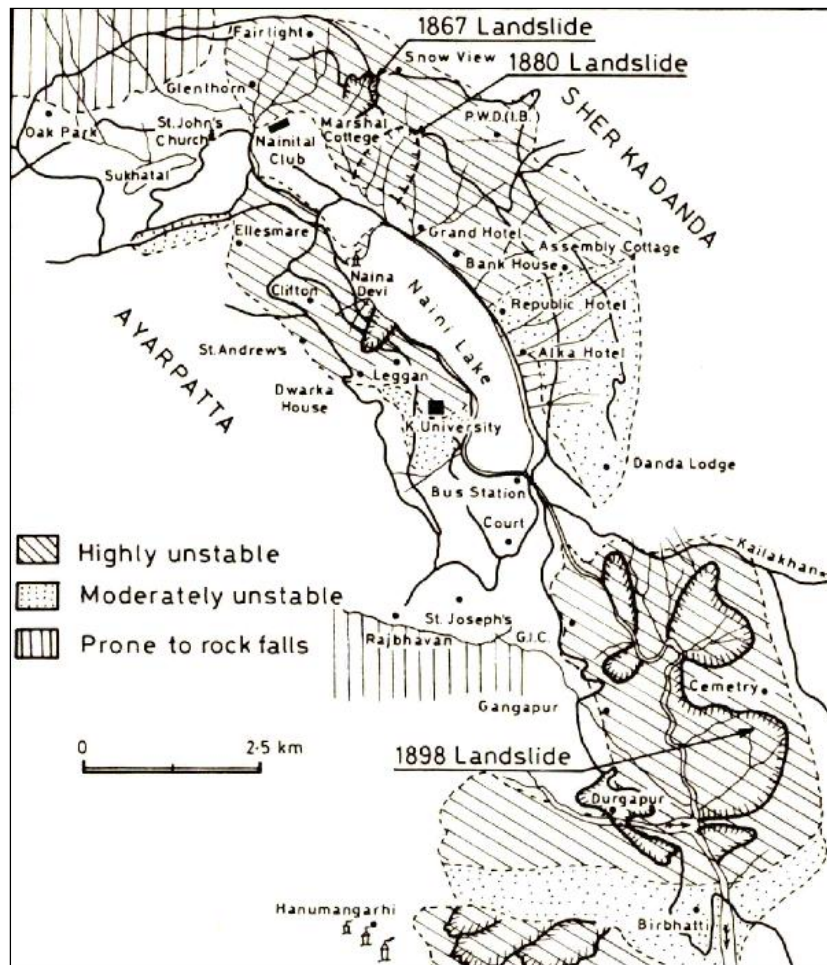 Fairlight
1867 Landslide
Snow View
1880 Landslide
Glenthorn
P.W.D.(I.B.)
SHER KA DANDA
Oak Park
St. John's
Church
Marshal
Cottage
Nainital
Club
Sukhatal
Ellesmare
Grand Hotel
Assembly Cottage
Bank House
Naina
Devi
Clifton
Naini Lake
Republic Hotel
AYARPATTA
St. Andrew's
Alka Hotel
Leggan
Dwarka
House
K.University
Danda Lodge
Bus Station
Court
Kailakhan
Highly unstable
Moderately unstable
Prone to rock falls
St. Joseph's
Rajbhavan
G.I.C.
Cemetry
Gangapur
0 2·5 km
1898 Landslide
Durgapur
Hanumangarhi
Birbhatti